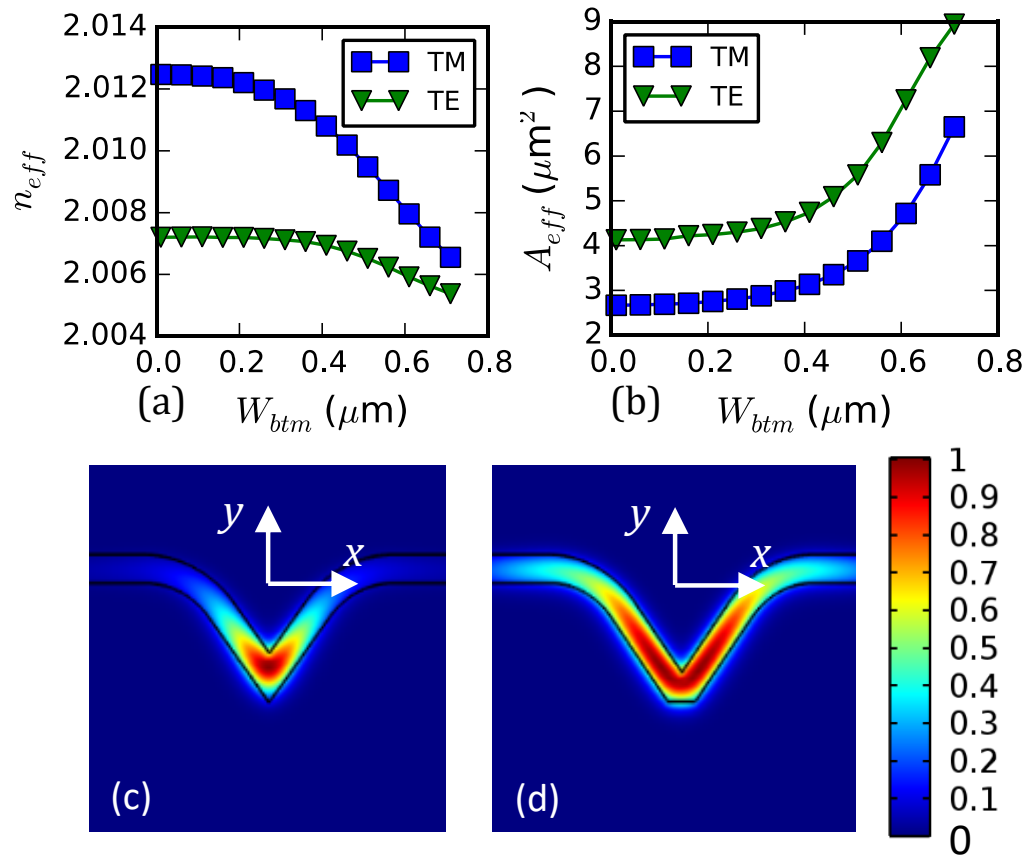 2.014
2.012
2.010
2.008
2.006
2.004
n_eff
TM
TE
0.0 0.2 0.4 0.6 0.8
(a) W_btm (μm)
9
8
7
6
5
4
3
2
A_eff (μm²)
TM
TE
0.0 0.2 0.4 0.6 0.8
(b) W_btm (μm)
y
x
(c)
y
x
(d)
1
0.9
0.8
0.7
0.6
0.5
0.4
0.3
0.2
0.1
0